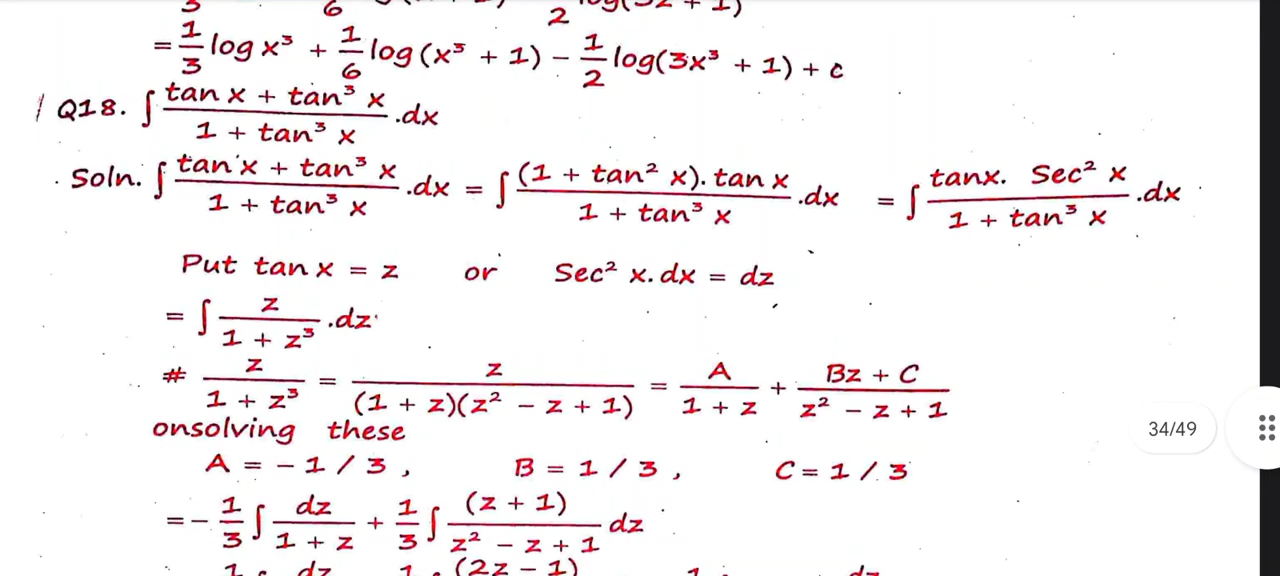 = 1/3 log x³ + 1/6 log (x³ + 1) − 1/2 log(3x³ + 1) + c
Q18. ∫ (tan x + tan³ x)/(1 + tan³ x) .dx
Soln. ∫ (tan x + tan³ x)/(1 + tan³ x) .dx = ∫ ((1 + tan² x). tan x)/(1 + tan³ x) .dx = ∫ (tanx. Sec² x)/(1 + tan³ x) .dx
Put tan x = z or Sec² x. dx = dz
= ∫ z/(1 + z³) .dz
# z/(1 + z³) = z/((1 + z)(z² − z + 1)) = A/(1 + z) + (Bz + C)/(z² − z + 1)
onsolving these
A = − 1 / 3 , B = 1 / 3 , C = 1 / 3
= − 1/3 ∫ dz/(1 + z) + 1/3 ∫ (z + 1)/(z² − z + 1) dz
34/49